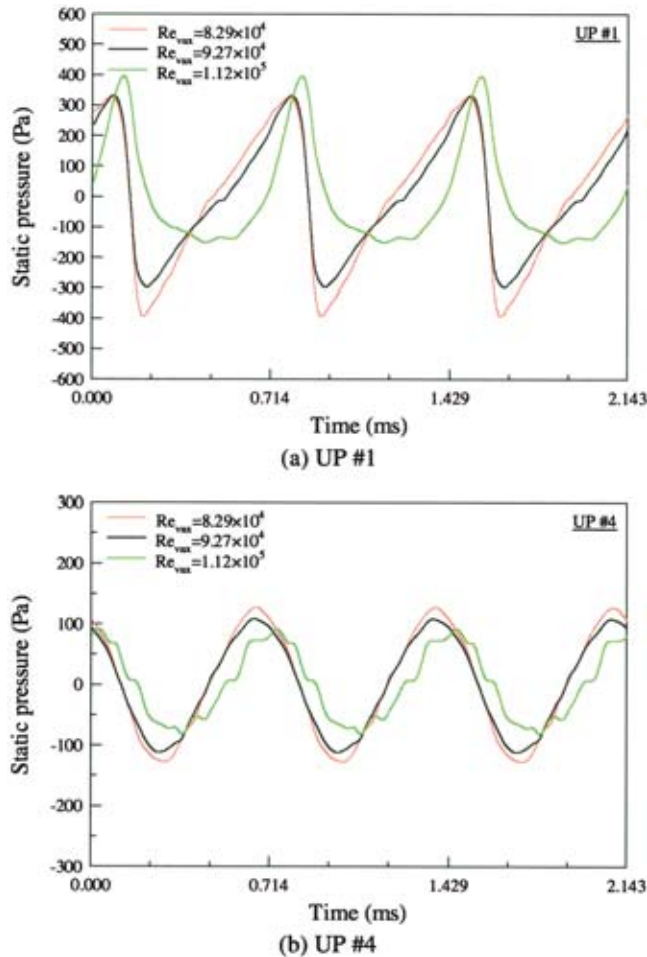 600
500
400
300
200
100
0
-100
-200
-300
-400
-500
-600
Static pressure (Pa)
Re_vax=8.29×10^4
Re_vax=9.27×10^4
Re_vax=1.12×10^5
UP #1
0.000 0.714 1.429 2.143
Time (ms)
(a) UP #1
300
200
100
0
-100
-200
-300
Static pressure (Pa)
Re_vax=8.29×10^4
Re_vax=9.27×10^4
Re_vax=1.12×10^5
UP #4
0.000 0.714 1.429 2.143
Time (ms)
(b) UP #4